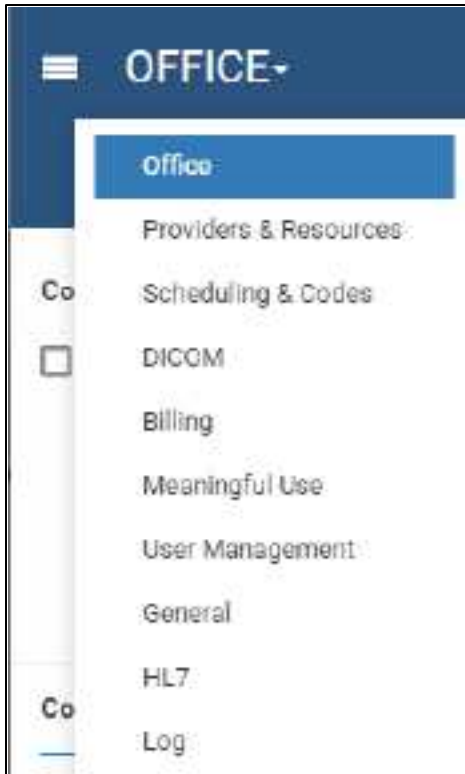 OFFICE
Office
Providers & Resources
Co
Scheduling & Codes
DICOM
Billing
Meaningful Use
User Management
General
HL7
Co
Log